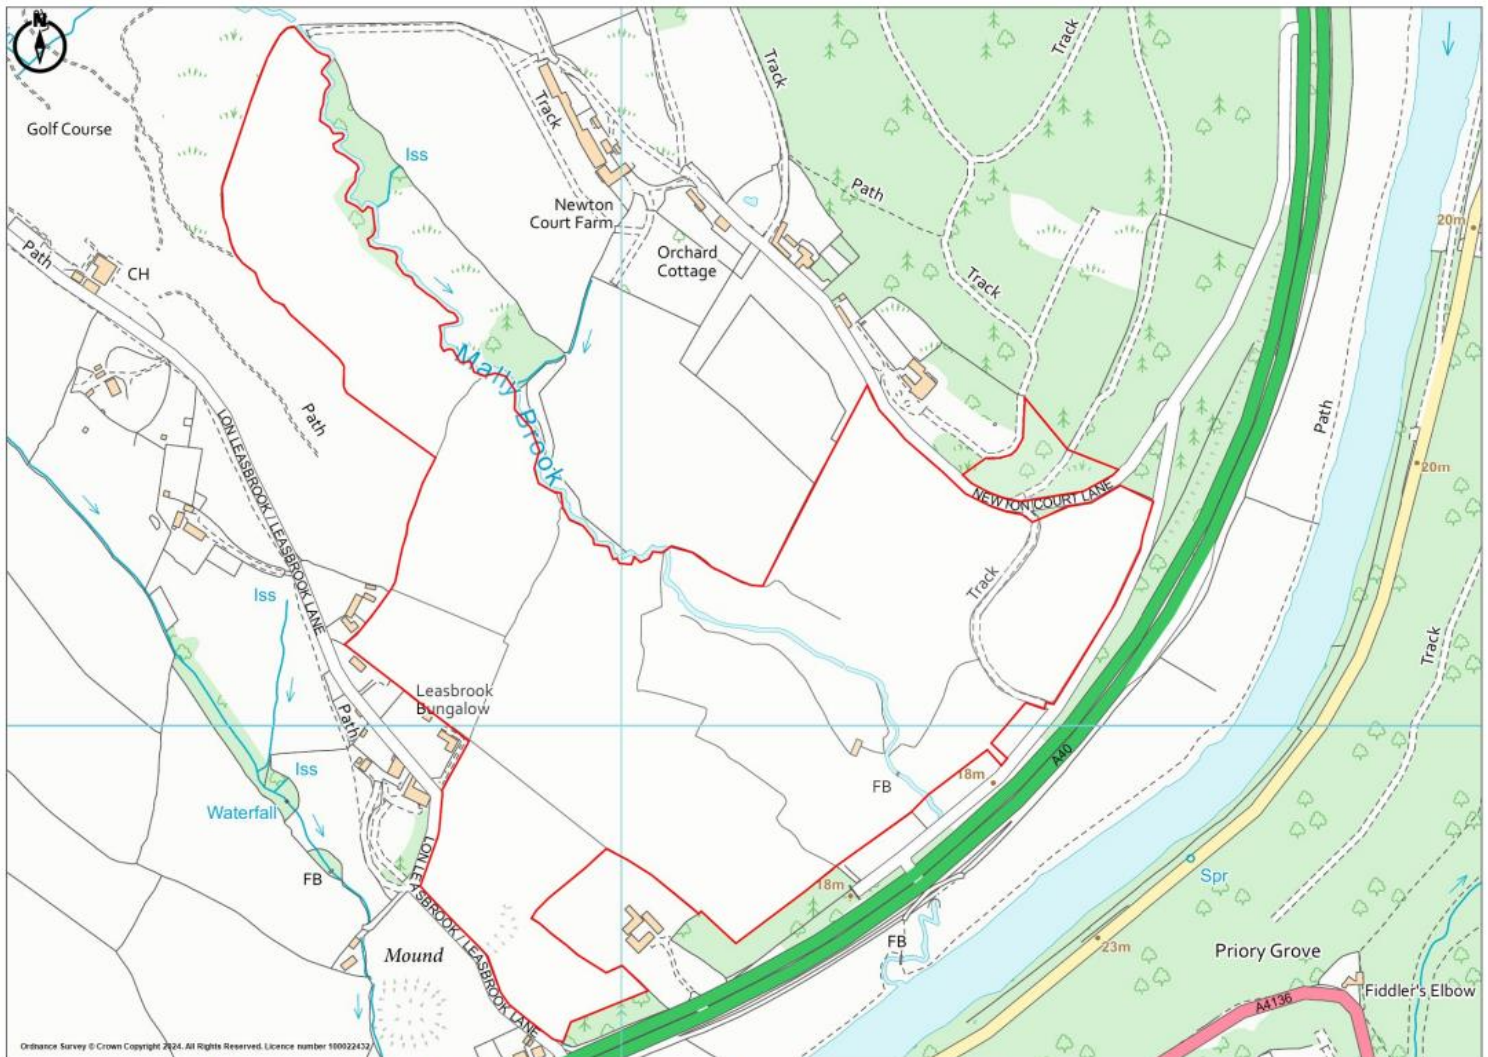 N
Golf Course
Track
Track
Track
Iss
Newton
Court Farm
Path
20m
Orchard
Cottage
Path
CH
Track
Mally Brook
Path
Path
LON LEASBROOK / LEASBROOK LANE
20m
NEWTON COURT LANE
Track
Iss
Track
Leasbrook
Bungalow
Path
A40
Iss
18m
FB
Waterfall
LON LEASBROOK / LEASBROOK LANE
Spr
FB
18m
FB
23m
Mound
Priory Grove
Fiddler's Elbow
A4136
Ordnance Survey © Crown Copyright 2024. All Rights Reserved. Licence number 100022432